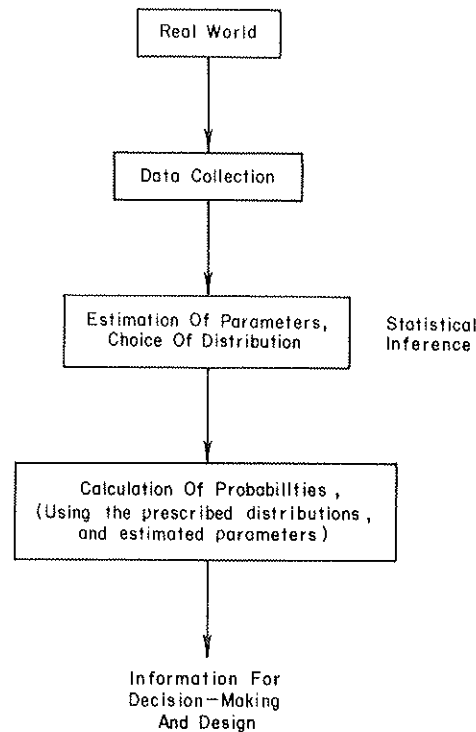 Real World
Data Collection
Estimation Of Parameters,
Choice Of Distribution
Statistical
Inference
Calculation Of Probabilities,
(Using the prescribed distributions,
and estimated parameters)
Information For
Decision-Making
And Design